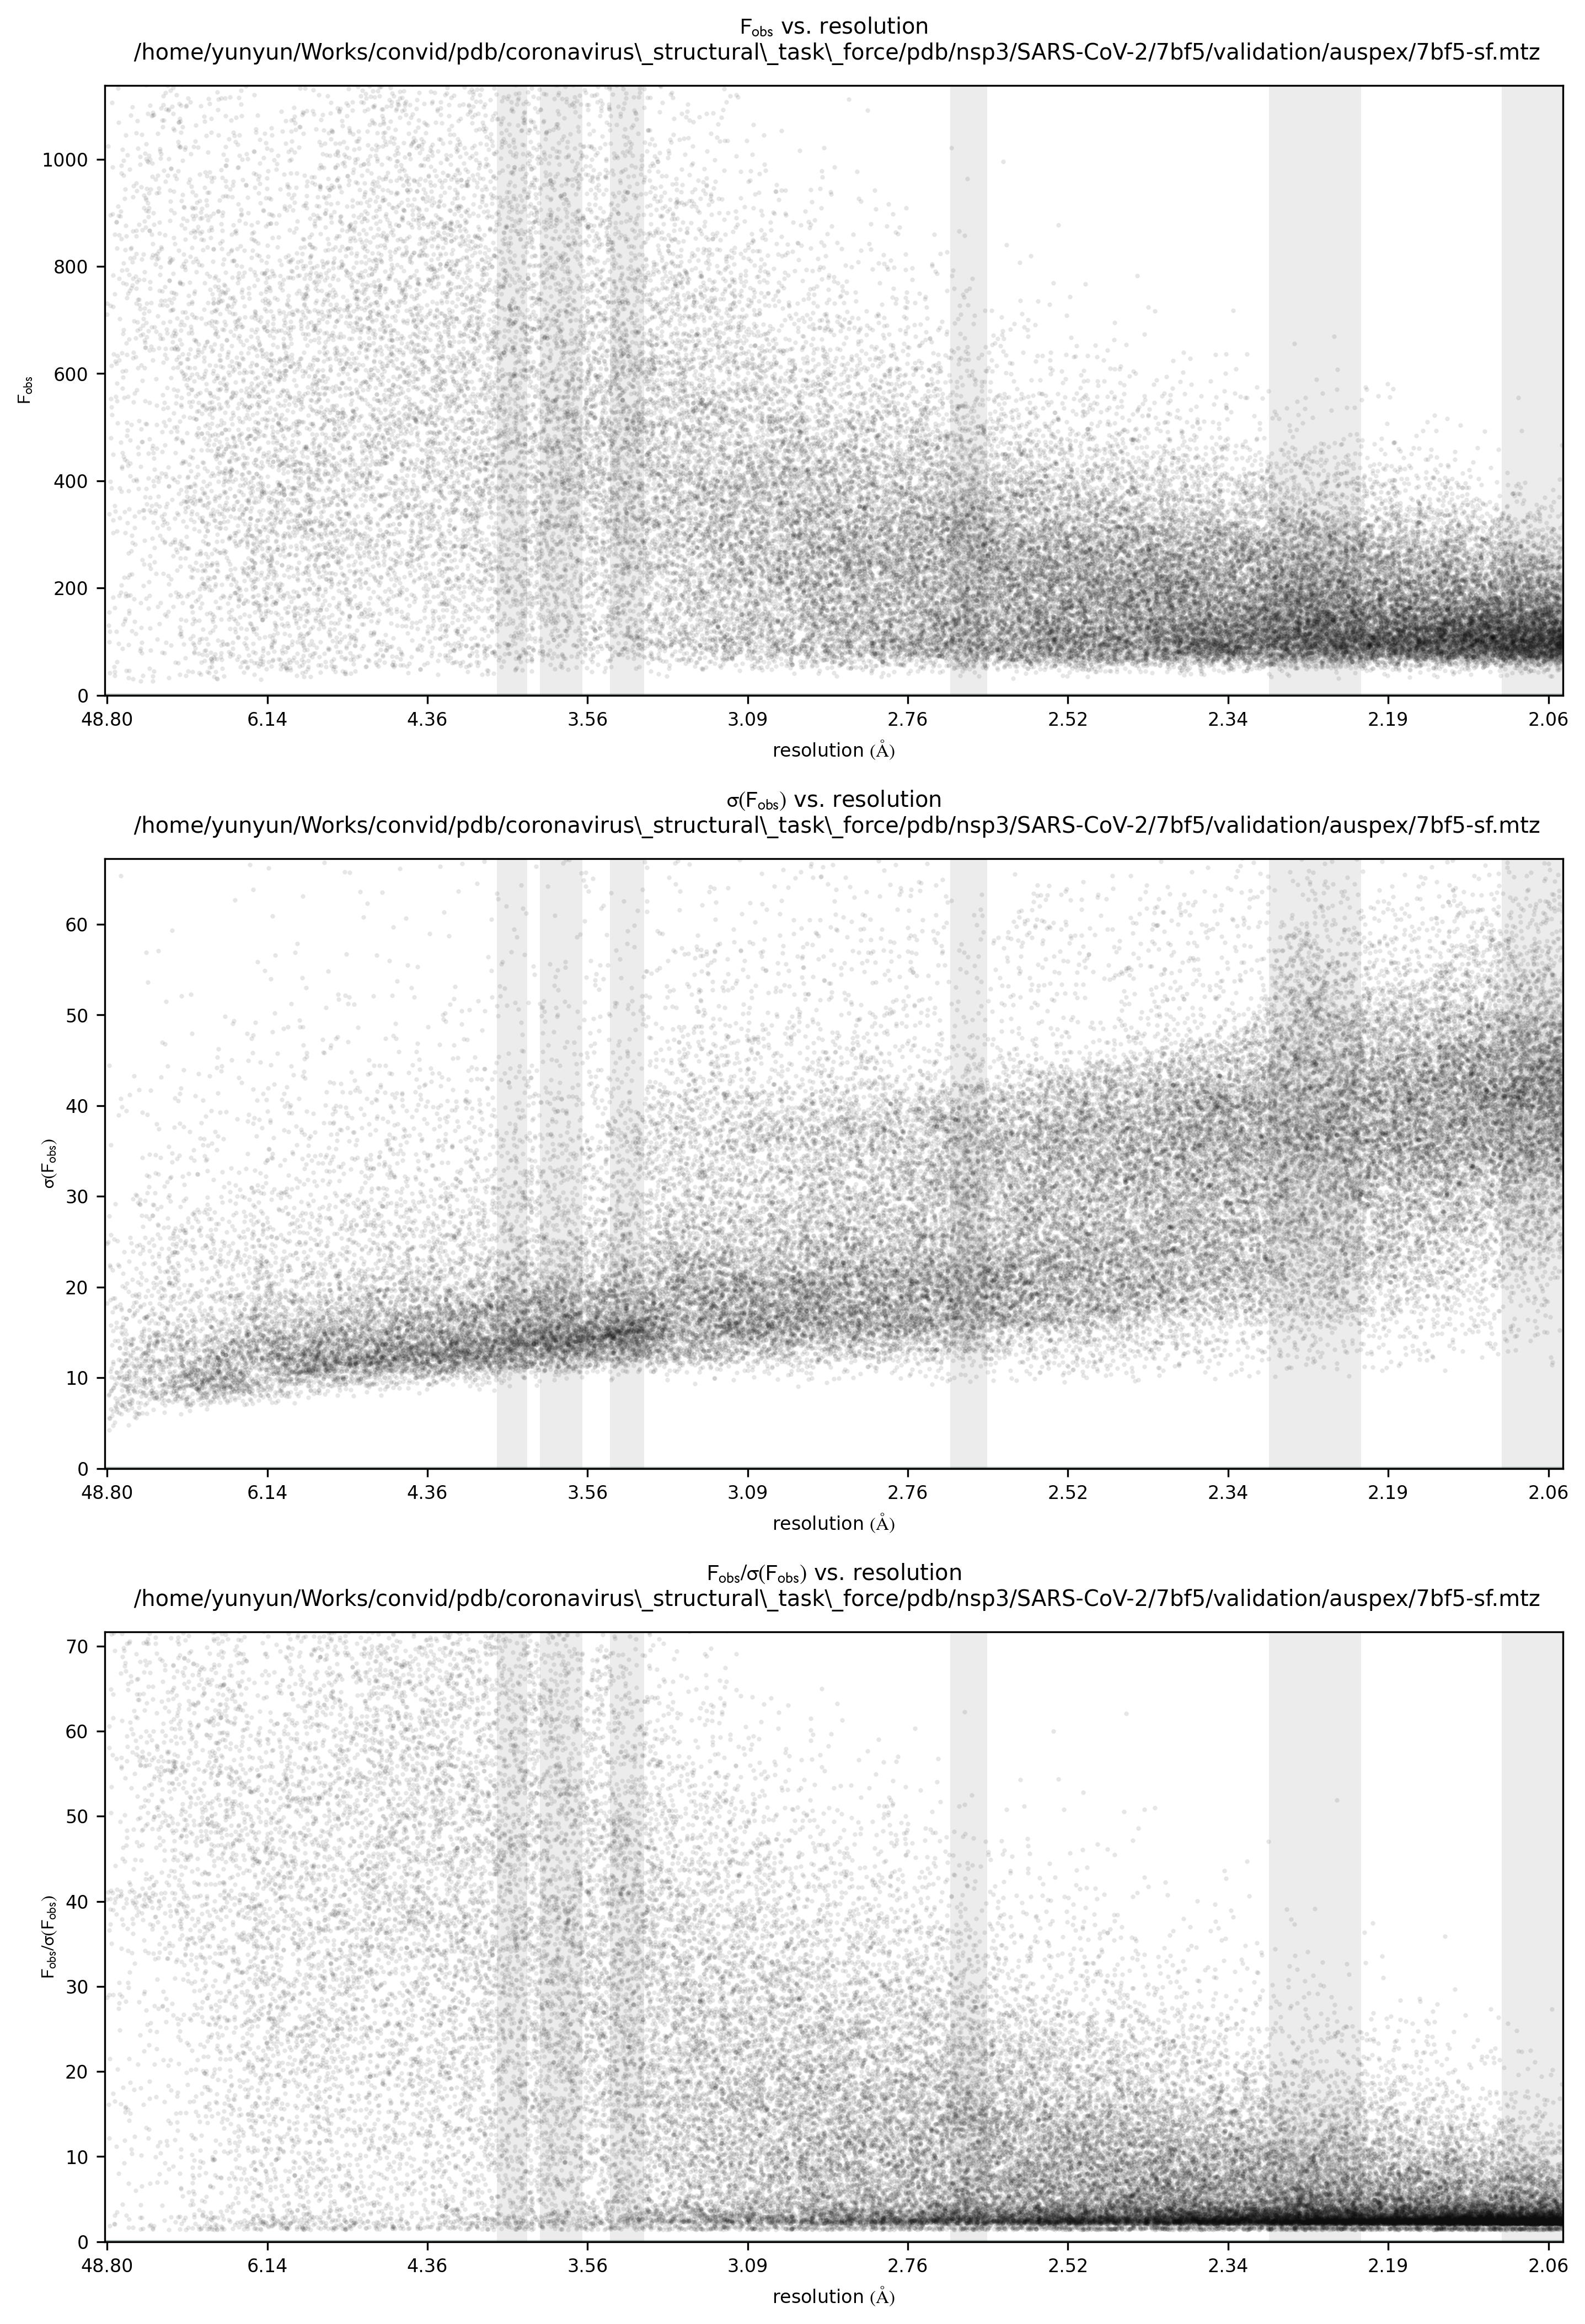 Fobs vs. resolution
/home/yunyun/Works/convid/pdb/coronavirus\_structural\_task\_force/pdb/nsp3/SARS-CoV-2/7bf5/validation/auspex/7bf5-sf.mtz
1000
800
600
400
200
0
Fobs
48.80 6.14 4.36 3.56 3.09 2.76 2.52 2.34 2.19 2.06
resolution (Å)
σ(Fobs) vs. resolution
/home/yunyun/Works/convid/pdb/coronavirus\_structural\_task\_force/pdb/nsp3/SARS-CoV-2/7bf5/validation/auspex/7bf5-sf.mtz
60
50
40
30
20
10
0
σ(Fobs)
48.80 6.14 4.36 3.56 3.09 2.76 2.52 2.34 2.19 2.06
resolution (Å)
Fobs/σ(Fobs) vs. resolution
/home/yunyun/Works/convid/pdb/coronavirus\_structural\_task\_force/pdb/nsp3/SARS-CoV-2/7bf5/validation/auspex/7bf5-sf.mtz
70
60
50
40
30
20
10
0
Fobs/σ(Fobs)
48.80 6.14 4.36 3.56 3.09 2.76 2.52 2.34 2.19 2.06
resolution (Å)